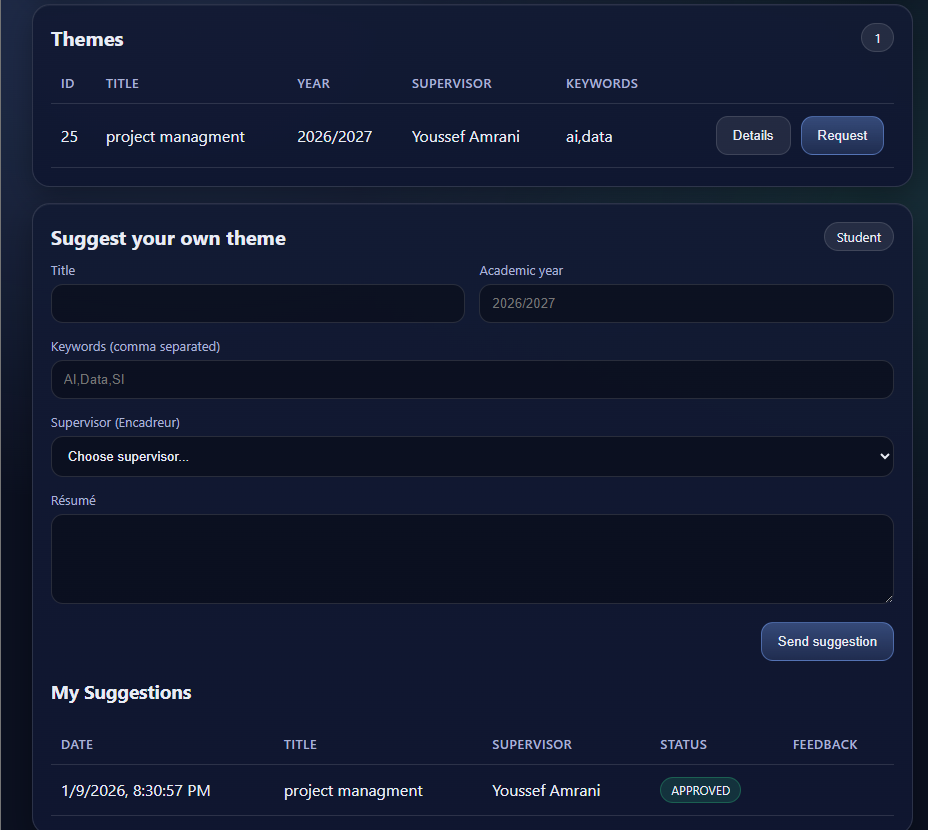 Themes 1
ID TITLE YEAR SUPERVISOR KEYWORDS
25 project managment 2026/2027 Youssef Amrani ai,data Details Request
Suggest your own theme Student
Title Academic year
2026/2027
Keywords (comma separated)
AI,Data,SI
Supervisor (Encadreur)
Choose supervisor...
Résumé
Send suggestion
My Suggestions
DATE TITLE SUPERVISOR STATUS FEEDBACK
1/9/2026, 8:30:57 PM project managment Youssef Amrani APPROVED